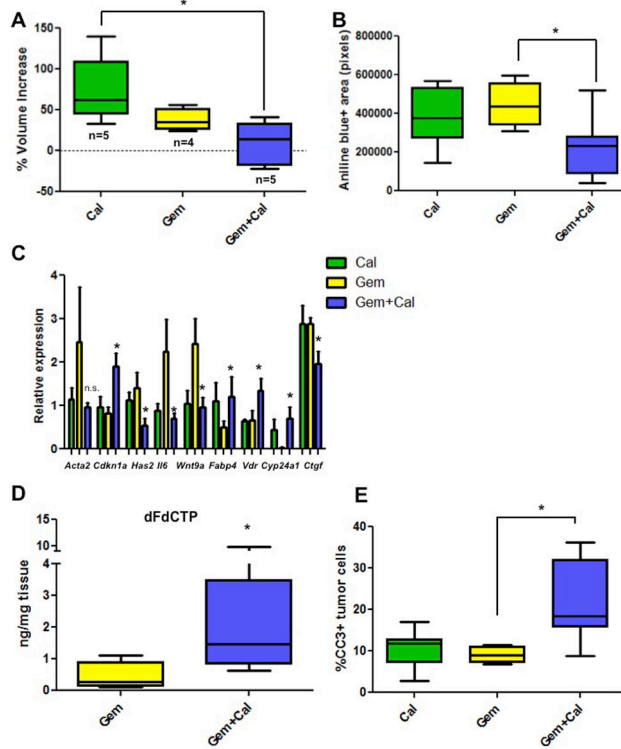 A
% Volume Increase
150
100
50
0
-50
*
n=5
n=4
n=5
Cal
Gem
Gem+Cal
B
Aniline blue+ area (pixels)
800000
600000
400000
200000
0
*
Cal
Gem
Gem+Cal
C
Relative expression
4
3
2
1
0
n.s.
*
*
*
*
*
*
*
*
Acta2 Cdkn1a Has2 Il6 Wnt9a Fabp4 Vdr Cyp24a1 Ctgf
Cal
Gem
Gem+Cal
D
dFdCTP
ng/mg tissue
15
10
4
3
2
1
0
*
Gem
Gem+Cal
E
%CC3+ tumor cells
40
30
20
10
0
*
Cal
Gem
Gem+Cal